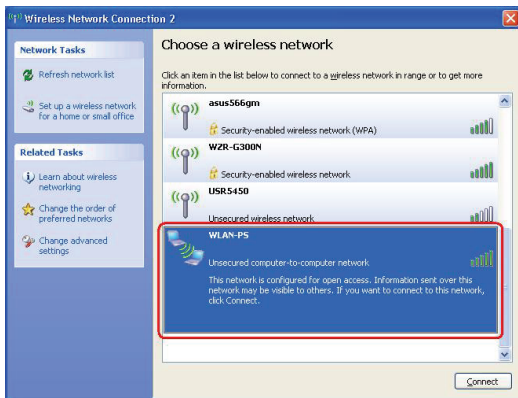 Wireless Network Connection 2
Network Tasks
Refresh network list
Set up a wireless network
for a home or small office
Related Tasks
Learn about wireless
networking
Change the order of
preferred networks
Change advanced
settings
Choose a wireless network
Click an item in the list below to connect to a wireless network in range or to get more
information.
asus566gm
Security-enabled wireless network (WPA)
WZR-G300N
Security-enabled wireless network
USR5450
Unsecured wireless network
WLAN-PS
Unsecured computer-to-computer network
This network is configured for open access. Information sent over this
network may be visible to others. If you want to connect to this network,
click Connect.
Connect